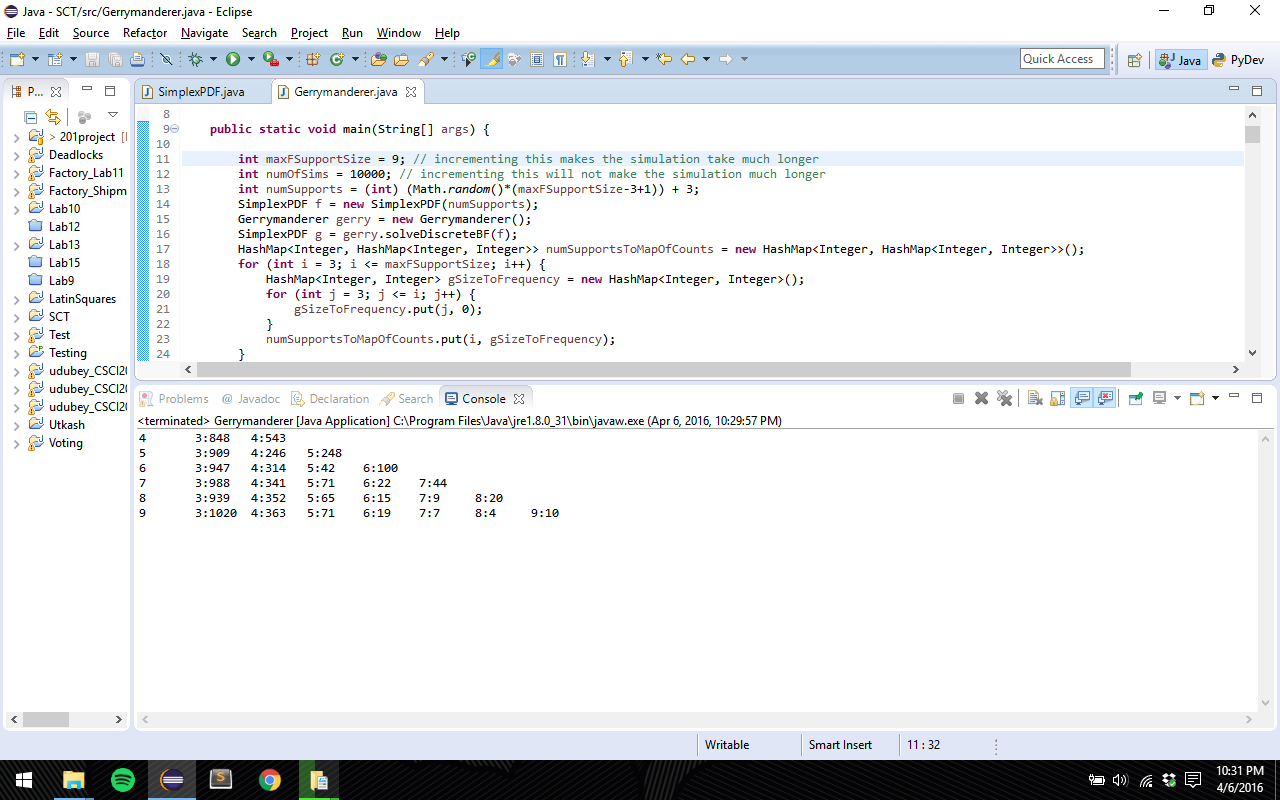 Java - SCT/src/Gerrymanderer.java - Eclipse
File Edit Source Refactor Navigate Search Project Run Window Help
Quick Access Java PyDev
P... SimplexPDF.java Gerrymanderer.java
> 201project [
Deadlocks
Factory_Lab11
Factory_Shipm
Lab10
Lab12
Lab13
Lab15
Lab9
LatinSquares
SCT
Test
Testing
udubey_CSCI20
udubey_CSCI20
udubey_CSCI20
Utkash
Voting
8
9 public static void main(String[] args) {
10
11 int maxFSupportSize = 9; // incrementing this makes the simulation take much longer
12 int numOfSims = 10000; // incrementing this will not make the simulation much longer
13 int numSupports = (int) (Math.random()*(maxFSupportSize-3+1)) + 3;
14 SimplexPDF f = new SimplexPDF(numSupports);
15 Gerrymanderer gerry = new Gerrymanderer();
16 SimplexPDF g = gerry.solveDiscreteBF(f);
17 HashMap<Integer, HashMap<Integer, Integer>> numSupportsToMapOfCounts = new HashMap<Integer, HashMap<Integer, Integer>>();
18 for (int i = 3; i <= maxFSupportSize; i++) {
19 HashMap<Integer, Integer> gSizeToFrequency = new HashMap<Integer, Integer>();
20 for (int j = 3; j <= i; j++) {
21 gSizeToFrequency.put(j, 0);
22 }
23 numSupportsToMapOfCounts.put(i, gSizeToFrequency);
24 }
Problems @ Javadoc Declaration Search Console
<terminated> Gerrymanderer [Java Application] C:\Program Files\Java\jre1.8.0_31\bin\javaw.exe (Apr 6, 2016, 10:29:57 PM)
4 3:848 4:543
5 3:909 4:246 5:248
6 3:947 4:314 5:42 6:100
7 3:988 4:341 5:71 6:22 7:44
8 3:939 4:352 5:65 6:15 7:9 8:20
9 3:1020 4:363 5:71 6:19 7:7 8:4 9:10
Writable Smart Insert 11 : 32
10:31 PM
4/6/2016